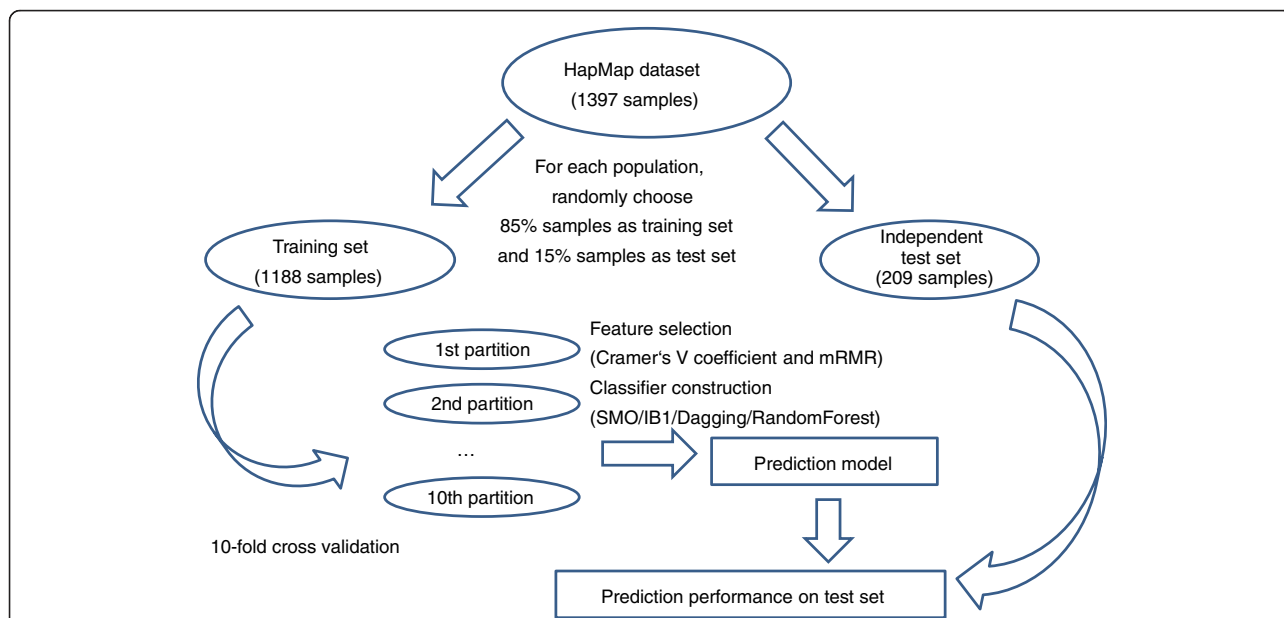 HapMap dataset
(1397 samples)
For each population,
randomly choose
85% samples as training set
and 15% samples as test set
Training set
(1188 samples)
Independent
test set
(209 samples)
1st partition
Feature selection
(Cramer‘s V coefficient and mRMR)
2nd partition
Classifier construction
(SMO/IB1/Dagging/RandomForest)
...
Prediction model
10th partition
10-fold cross validation
Prediction performance on test set